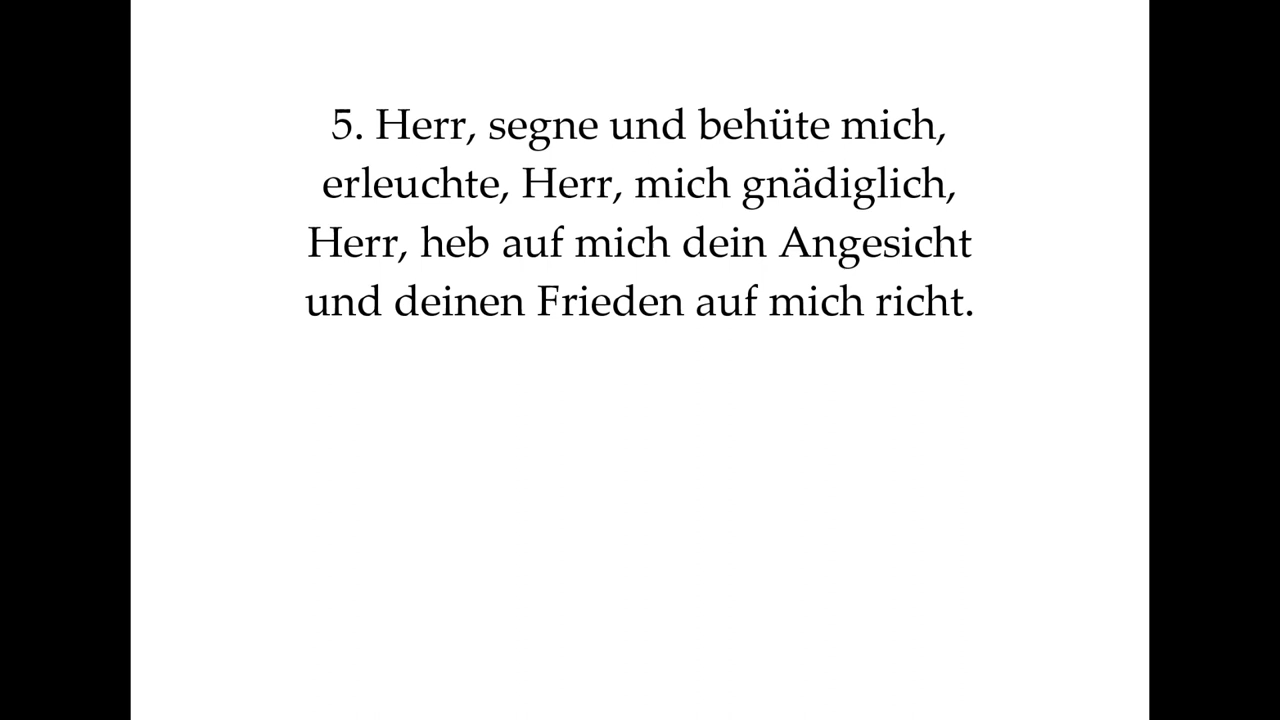 5. Herr, segne und behüte mich,
erleuchte, Herr, mich gnädiglich,
Herr, heb auf mich dein Angesicht
und deinen Frieden auf mich richt.